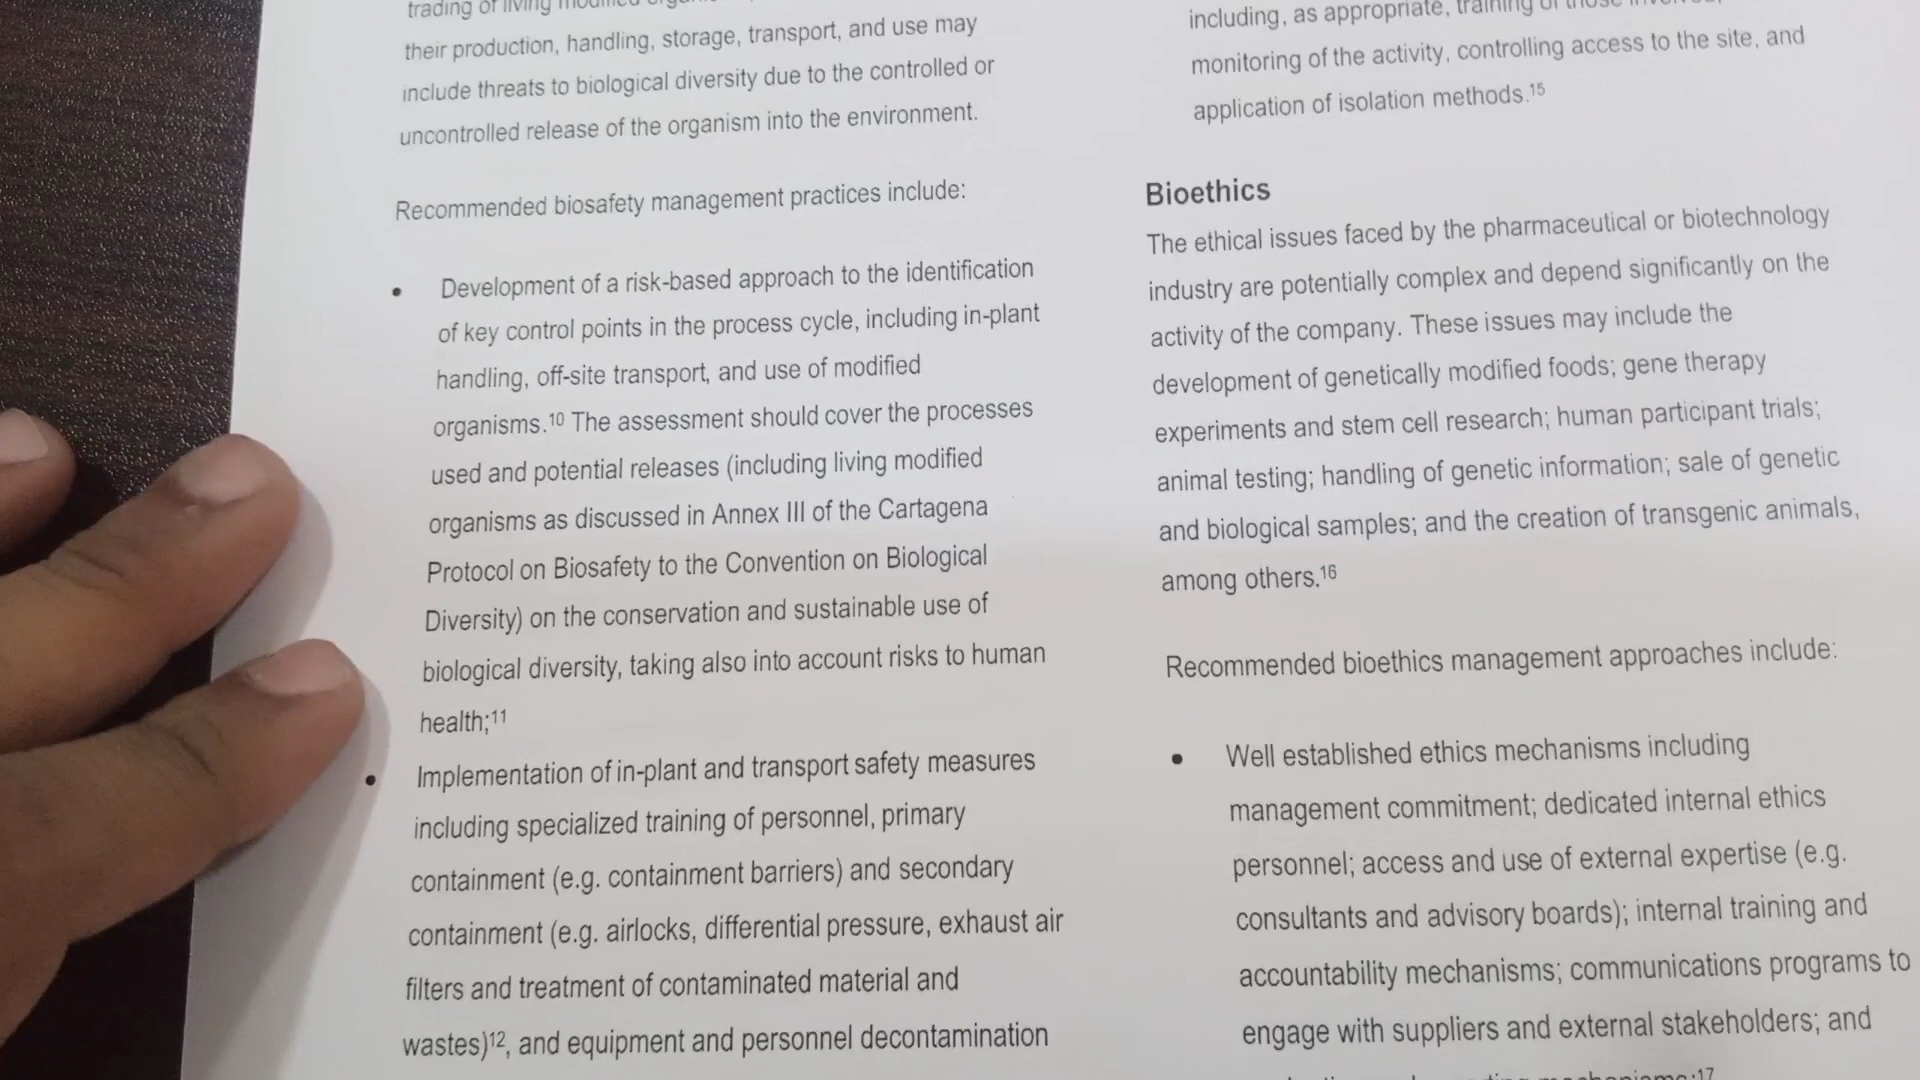 trading of living modified
their production, handling, storage, transport, and use may
include threats to biological diversity due to the controlled or
uncontrolled release of the organism into the environment.
Recommended biosafety management practices include:
• Development of a risk-based approach to the identification
of key control points in the process cycle, including in-plant
handling, off-site transport, and use of modified
organisms.¹⁰ The assessment should cover the processes
used and potential releases (including living modified
organisms as discussed in Annex III of the Cartagena
Protocol on Biosafety to the Convention on Biological
Diversity) on the conservation and sustainable use of
biological diversity, taking also into account risks to human
health;¹¹
• Implementation of in-plant and transport safety measures
including specialized training of personnel, primary
containment (e.g. containment barriers) and secondary
containment (e.g. airlocks, differential pressure, exhaust air
filters and treatment of contaminated material and
wastes)¹², and equipment and personnel decontamination
including, as appropriate, training of those
monitoring of the activity, controlling access to the site, and
application of isolation methods.¹⁵
Bioethics
The ethical issues faced by the pharmaceutical or biotechnology
industry are potentially complex and depend significantly on the
activity of the company. These issues may include the
development of genetically modified foods; gene therapy
experiments and stem cell research; human participant trials;
animal testing; handling of genetic information; sale of genetic
and biological samples; and the creation of transgenic animals,
among others.¹⁶
Recommended bioethics management approaches include:
• Well established ethics mechanisms including
management commitment; dedicated internal ethics
personnel; access and use of external expertise (e.g.
consultants and advisory boards); internal training and
accountability mechanisms; communications programs to
engage with suppliers and external stakeholders; and